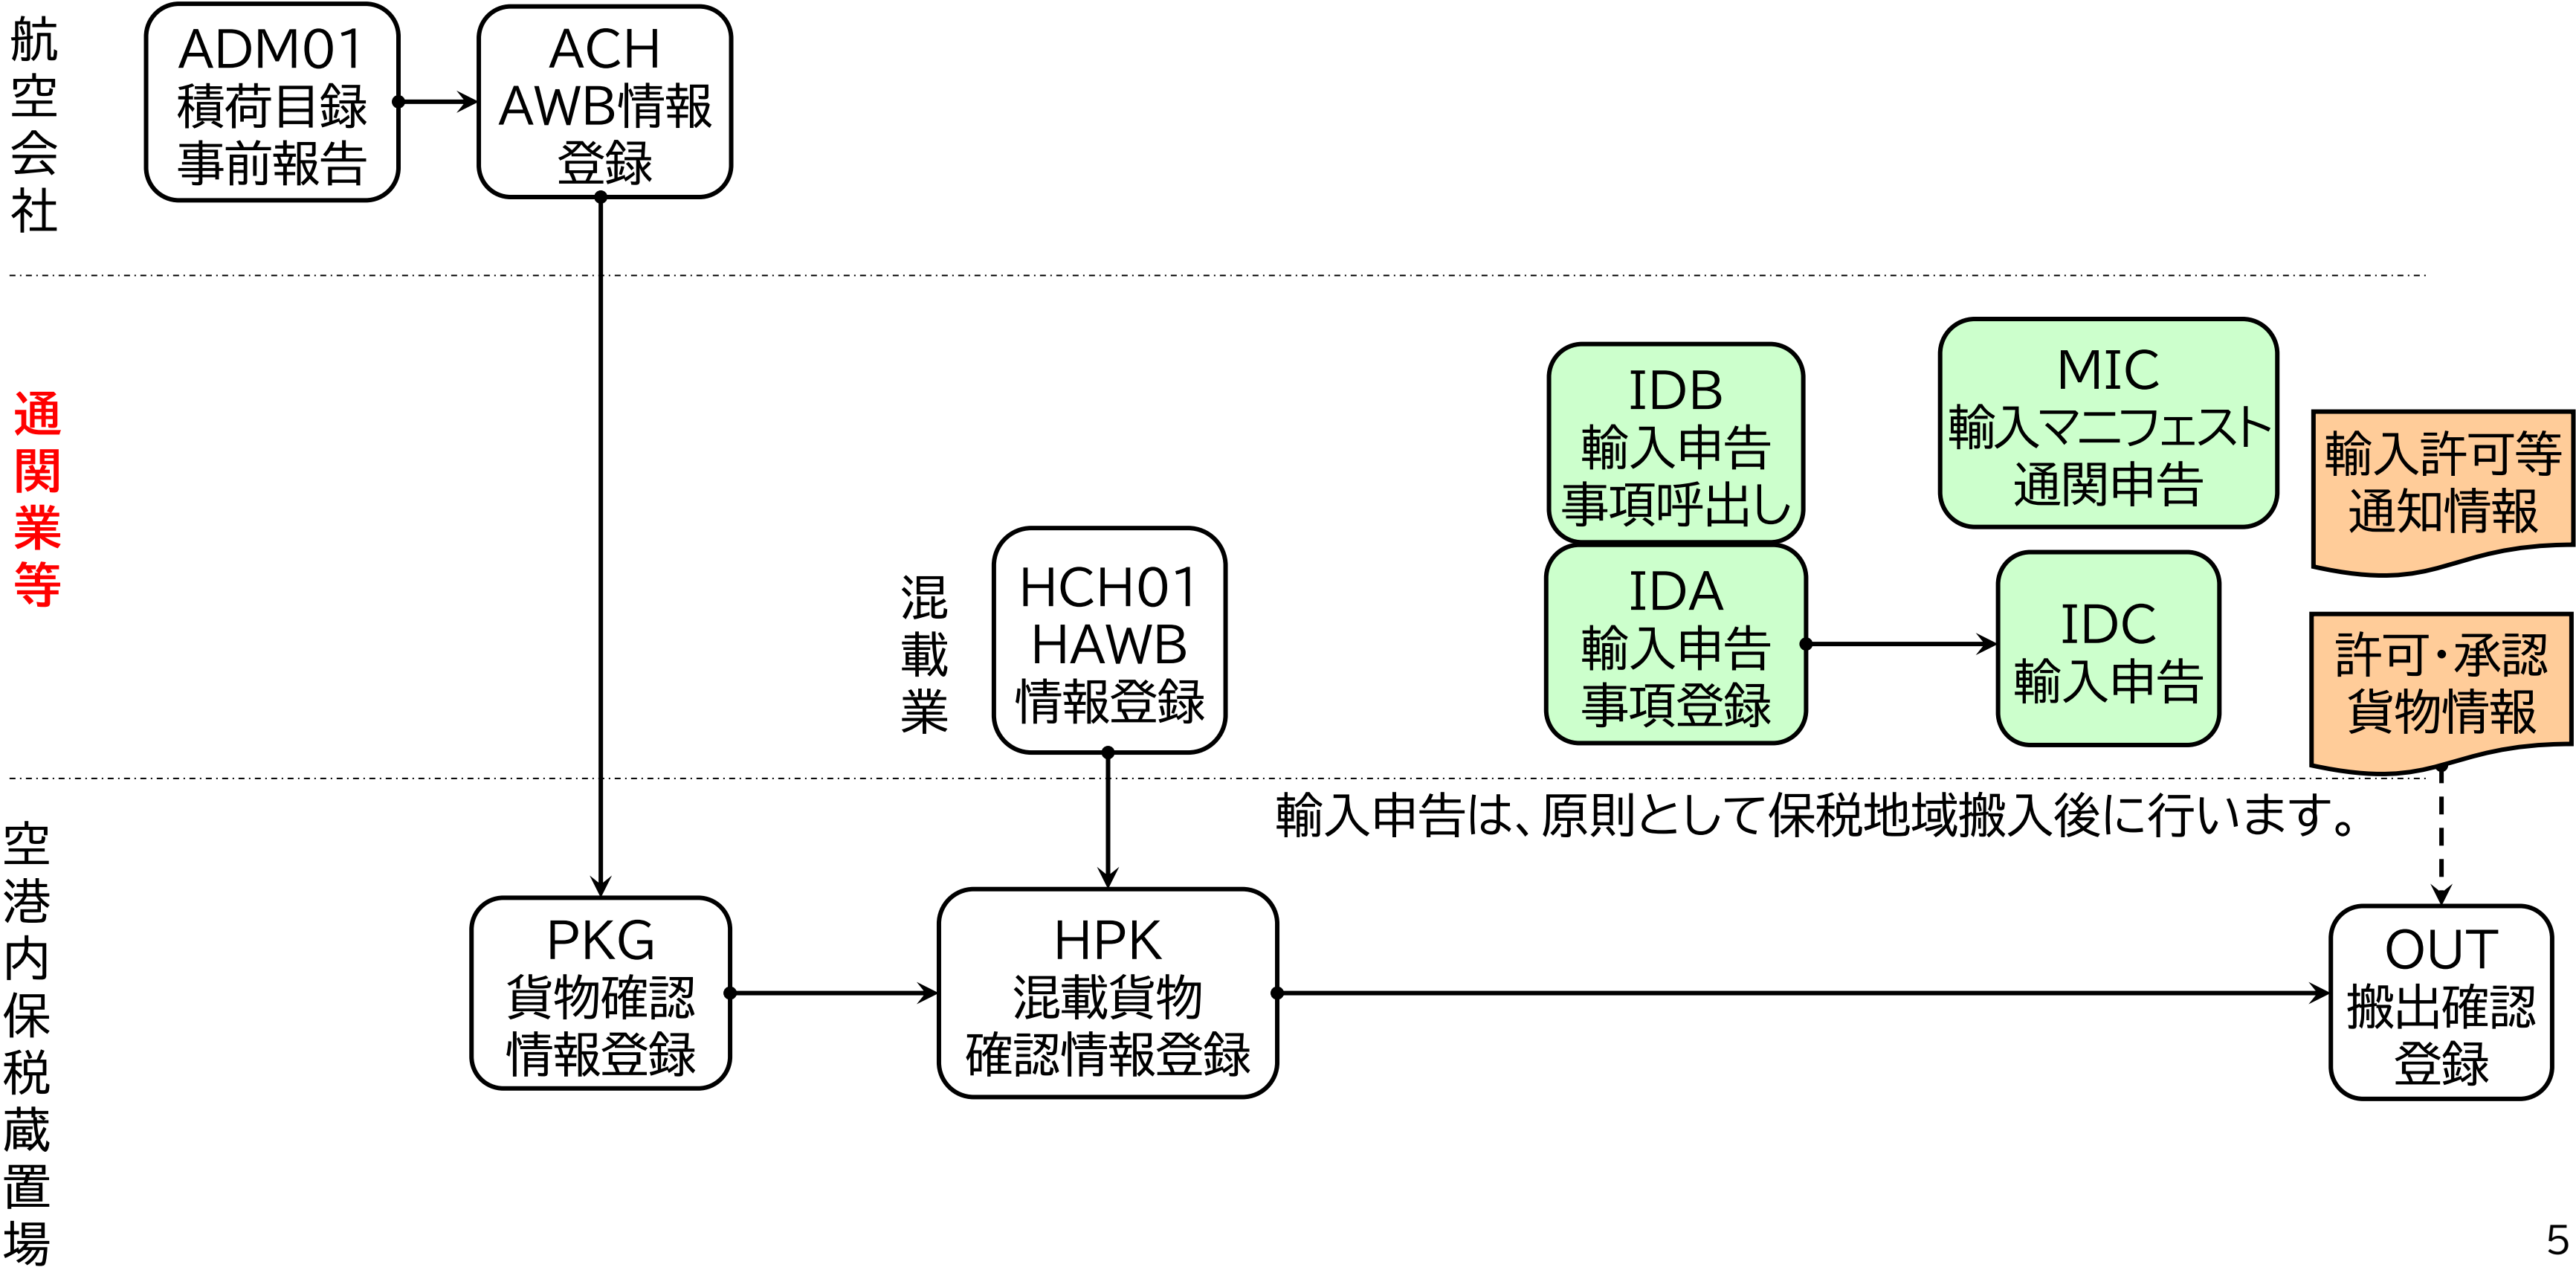 航空会社
ADM01
積荷目録
事前報告
ACH
AWB情報
登録
通関業等
混載業
HCH01
HAWB
情報登録
IDB
輸入申告
事項呼出し
IDA
輸入申告
事項登録
MIC
輸入マニフェスト
通関申告
IDC
輸入申告
輸入許可等
通知情報
許可・承認
貨物情報
輸入申告は、原則として保税地域搬入後に行います。
空港内保税蔵置場
PKG
貨物確認
情報登録
HPK
混載貨物
確認情報登録
OUT
搬出確認
登録
5